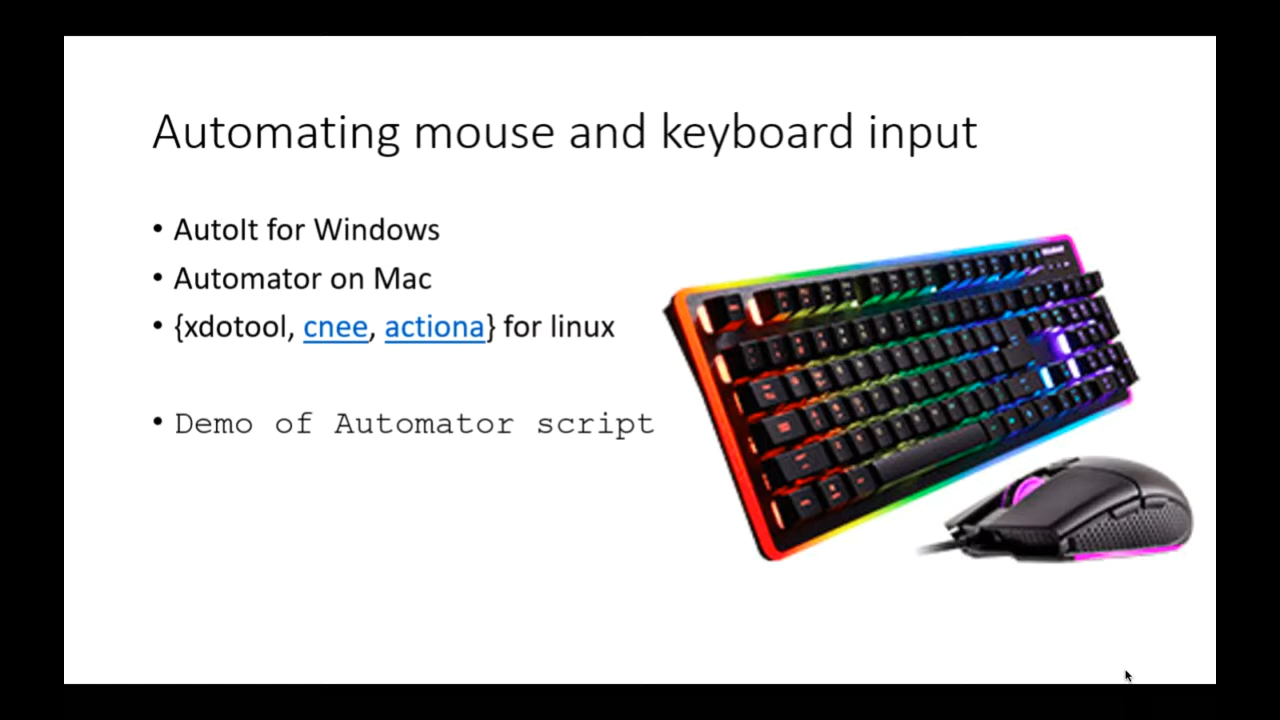 Automating mouse and keyboard input
• AutoIt for Windows
• Automator on Mac
• {xdotool, cnee, actiona} for linux
• Demo of Automator script